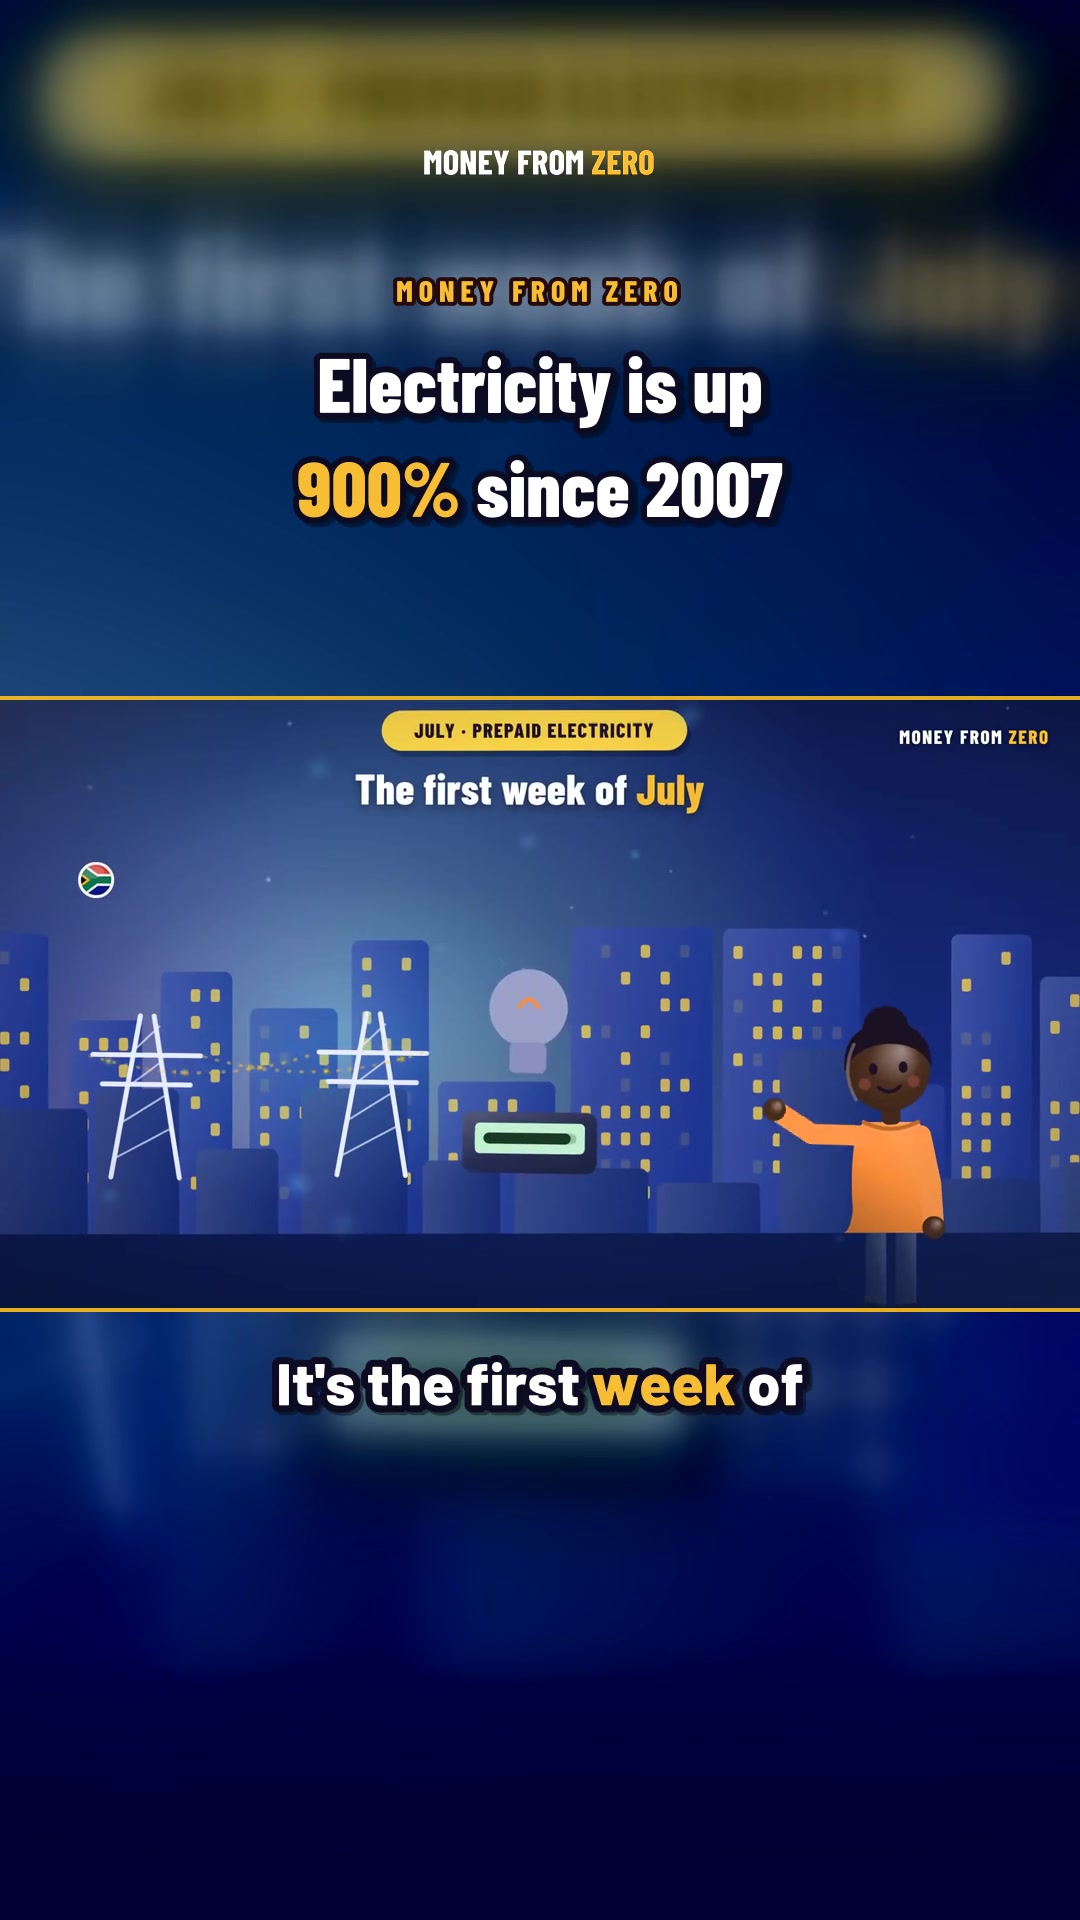 MONEY FROM ZERO
MONEY FROM ZERO
Electricity is up
900% since 2007
JULY · PREPAID ELECTRICITY
MONEY FROM ZERO
The first week of July
It's the first week of